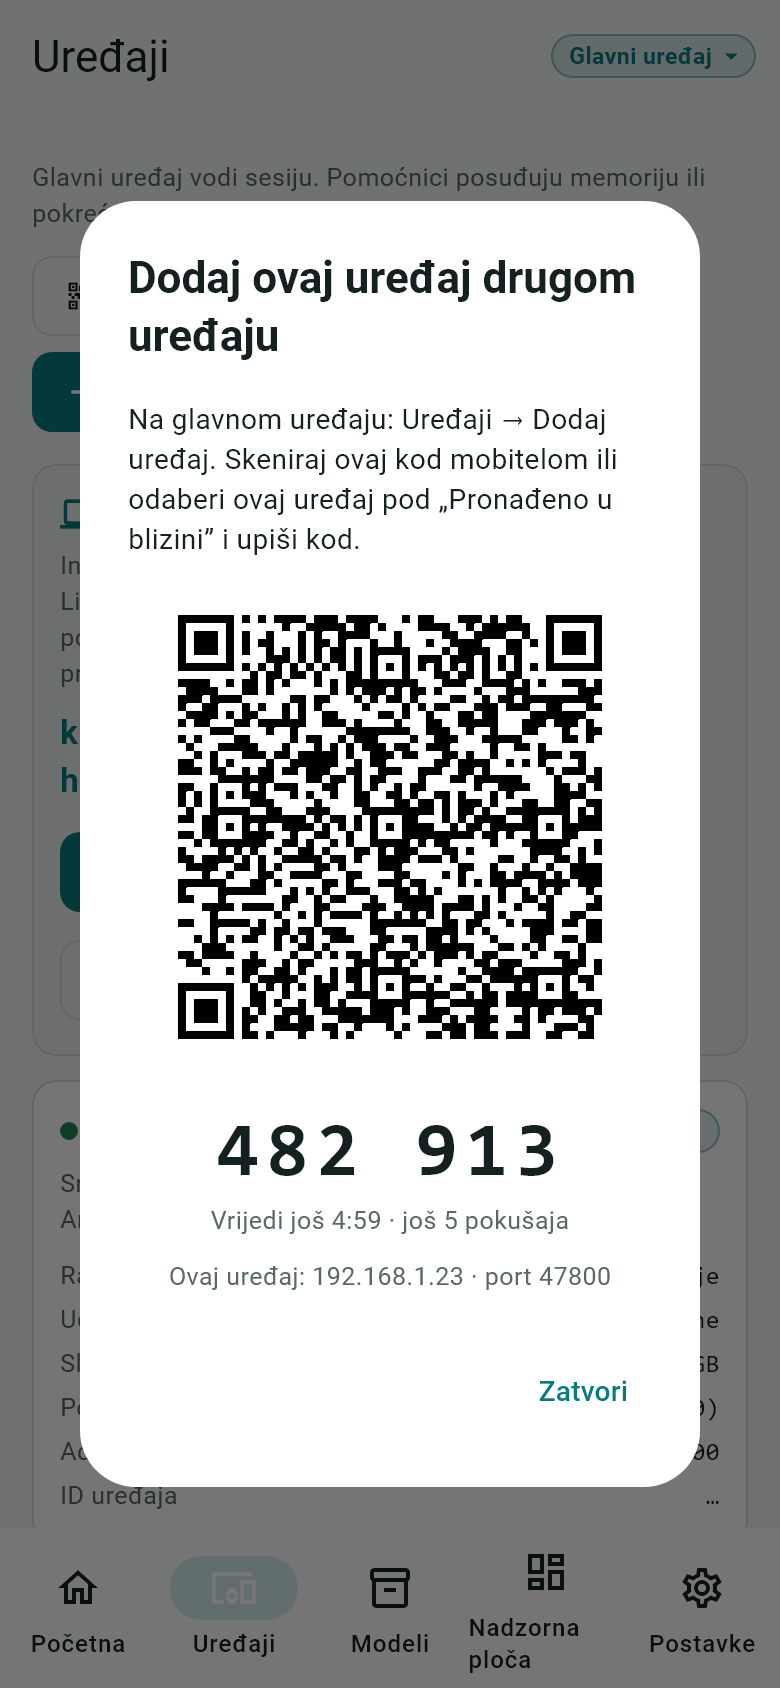 Uređaji
Glavni uređaj
Glavni uređaj vodi sesiju. Pomoćnici posuđuju memoriju ili
Dodaj ovaj uređaj drugom
uređaju
Na glavnom uređaju: Uređaji → Dodaj
uređaj. Skeniraj ovaj kod mobitelom ili
odaberi ovaj uređaj pod „Pronađeno u
blizini” i upiši kod.
482 913
Vrijedi još 4:59 · još 5 pokušaja
Ovaj uređaj: 192.168.1.23 · port 47800
Zatvori
ID uređaja
…
Početna
Uređaji
Modeli
Nadzorna
ploča
Postavke